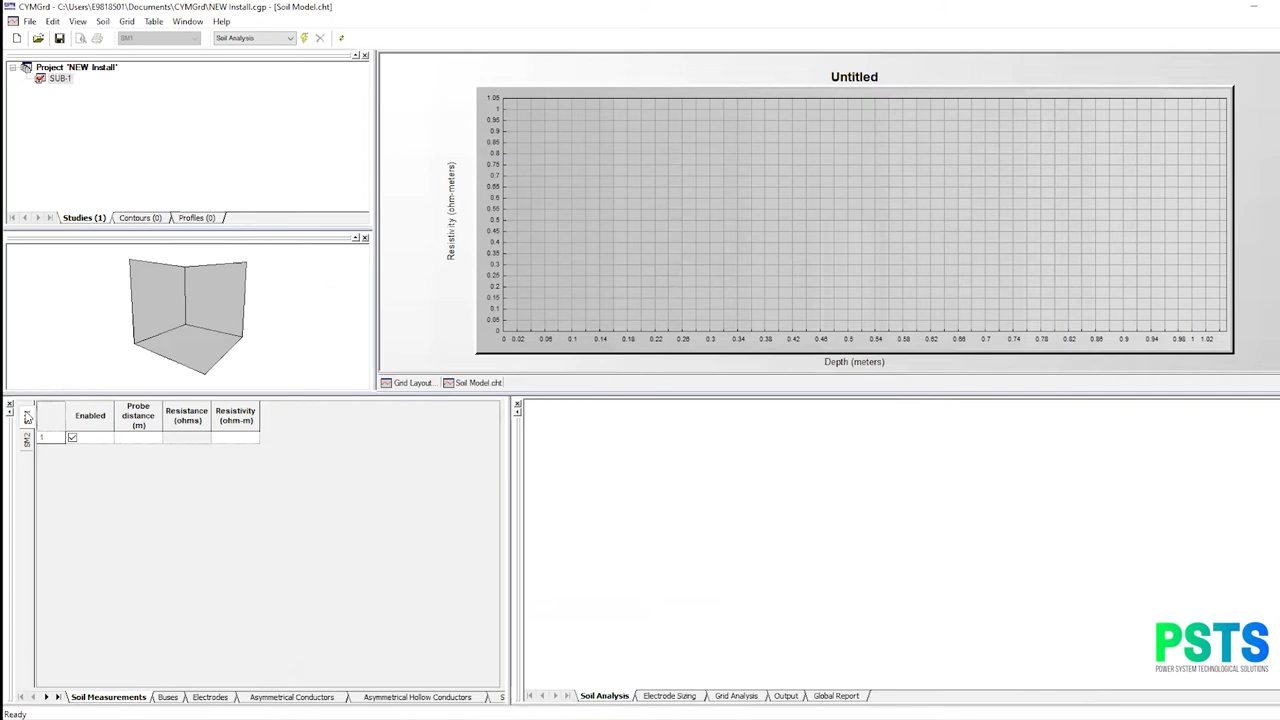 CYMGrd - C:\Users\E9818501\Documents\CYMGrd\NEW Install.cgp - [Soil Model.cht]
File Edit View Soil Grid Table Window Help
SM1 Soil Analysis
Project 'NEW Install'
SUB-1
Studies (1) Contours (0) Profiles (0)
Untitled
Resistivity (ohm-meters)
1.05
1
0.95
0.9
0.85
0.8
0.75
0.7
0.65
0.6
0.55
0.5
0.45
0.4
0.35
0.3
0.25
0.2
0.15
0.1
0.05
0
0 0.02 0.06 0.1 0.14 0.18 0.22 0.26 0.3 0.34 0.38 0.42 0.46 0.5 0.54 0.58 0.62 0.66 0.7 0.74 0.78 0.82 0.86 0.9 0.94 0.98 1 1.02
Depth (meters)
Grid Layout... Soil Model.cht
Enabled Probe distance (m) Resistance (ohms) Resistivity (ohm-m)
1
SM2
Soil Measurements Buses Electrodes Asymmetrical Conductors Asymmetrical Hollow Conductors S
Soil Analysis Electrode Sizing Grid Analysis Output Global Report
PSTS
POWER SYSTEM TECHNOLOGICAL SOLUTIONS
Ready